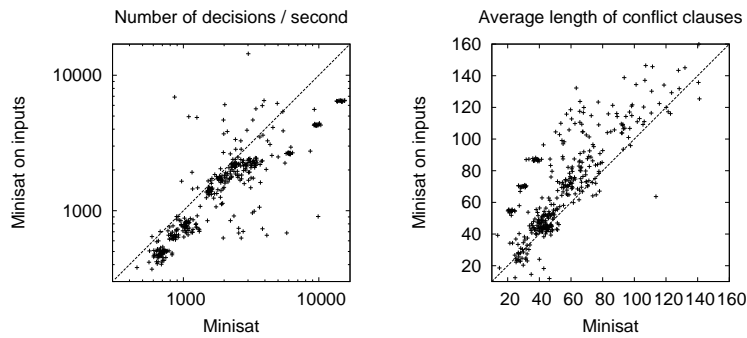 Number of decisions / second
10000
1000
Minisat on inputs
1000 10000
Minisat
Average length of conflict clauses
160
140
120
100
80
60
40
20
Minisat on inputs
20 40 60 80 100 120 140 160
Minisat